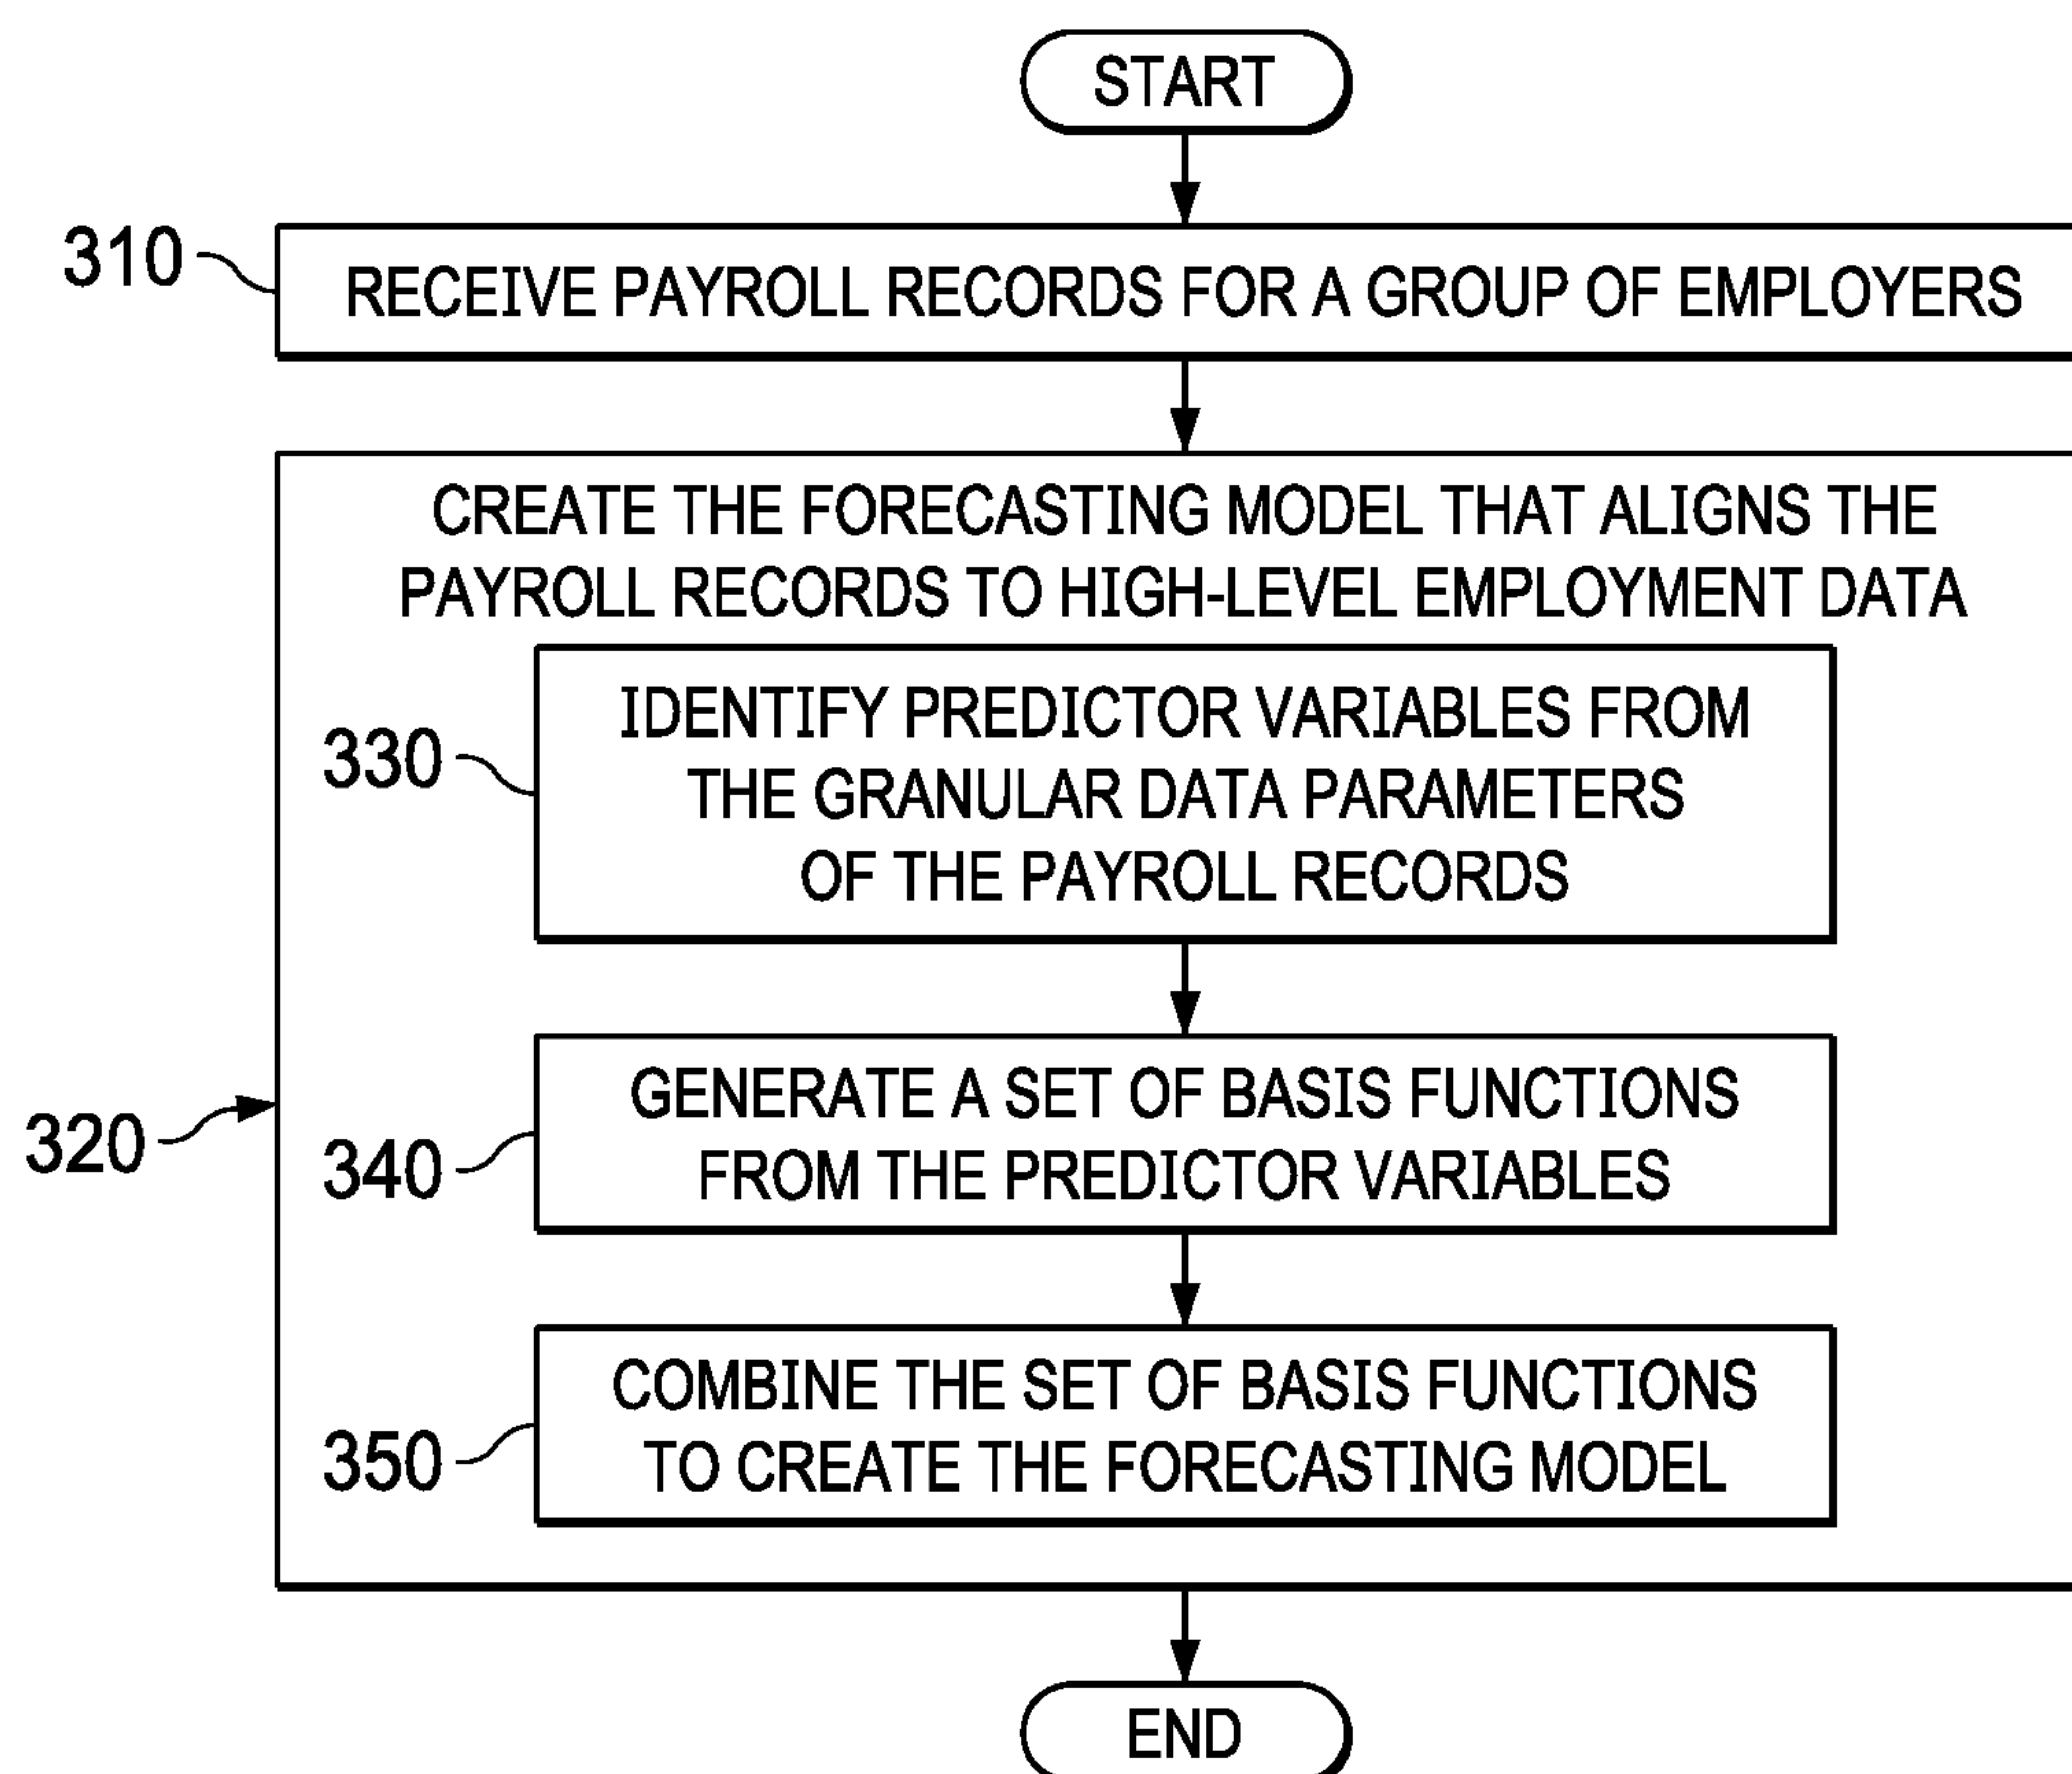 START
310
RECEIVE PAYROLL RECORDS FOR A GROUP OF EMPLOYERS
CREATE THE FORECASTING MODEL THAT ALIGNS THE
PAYROLL RECORDS TO HIGH-LEVEL EMPLOYMENT DATA
330
IDENTIFY PREDICTOR VARIABLES FROM
THE GRANULAR DATA PARAMETERS
OF THE PAYROLL RECORDS
320
340
GENERATE A SET OF BASIS FUNCTIONS
FROM THE PREDICTOR VARIABLES
350
COMBINE THE SET OF BASIS FUNCTIONS
TO CREATE THE FORECASTING MODEL
END